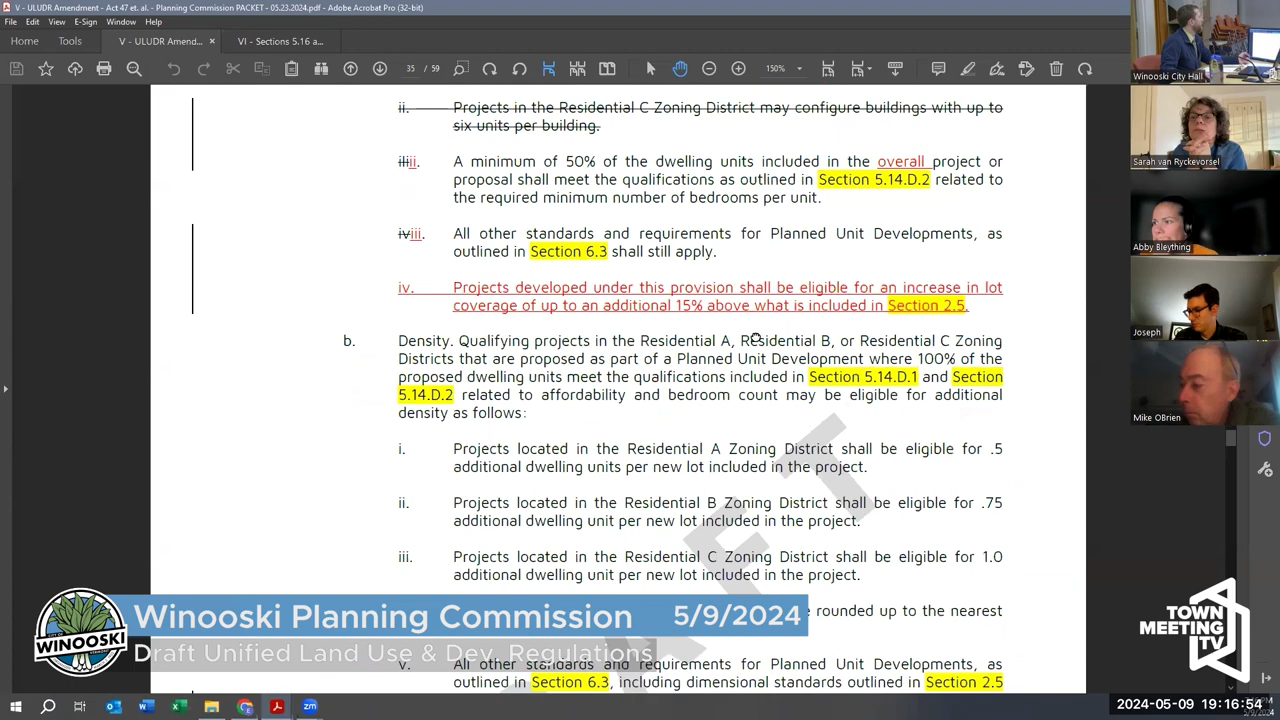 V - ULUDR Amendment - Act 47 et. al. - Planning Commission PACKET - 05.23.2024.pdf - Adobe Acrobat Pro (32-bit)
File Edit View E-Sign Window Help
Home Tools V - ULUDR Amend... × VI - Sections 5.16 a...
35 / 59 150%
ii. Projects in the Residential C Zoning District may configure buildings with up to
six units per building.
iiiii. A minimum of 50% of the dwelling units included in the overall project or
proposal shall meet the qualifications as outlined in Section 5.14.D.2 related to
the required minimum number of bedrooms per unit.
iviii. All other standards and requirements for Planned Unit Developments, as
outlined in Section 6.3 shall still apply.
iv. Projects developed under this provision shall be eligible for an increase in lot
coverage of up to an additional 15% above what is included in Section 2.5.
b. Density. Qualifying projects in the Residential A, Residential B, or Residential C Zoning
Districts that are proposed as part of a Planned Unit Development where 100% of the
proposed dwelling units meet the qualifications included in Section 5.14.D.1 and Section
5.14.D.2 related to affordability and bedroom count may be eligible for additional
density as follows:
i. Projects located in the Residential A Zoning District shall be eligible for .5
additional dwelling units per new lot included in the project.
ii. Projects located in the Residential B Zoning District shall be eligible for .75
additional dwelling unit per new lot included in the project.
iii. Projects located in the Residential C Zoning District shall be eligible for 1.0
additional dwelling unit per new lot included in the project.
rounded up to the nearest
v. All other standards and requirements for Planned Unit Developments, as
outlined in Section 6.3, including dimensional standards outlined in Section 2.5
Winooski City Hall
Sarah van Ryckevorsel
Abby Bleything
Joseph
Mike OBrien
CITY OF
WINOOSKI
VERMONT
Winooski Planning Commission 5/9/2024
Draft Unified Land Use & Dev. Regulations
TOWN
MEETING
TV
2024-05-09 19:16:54